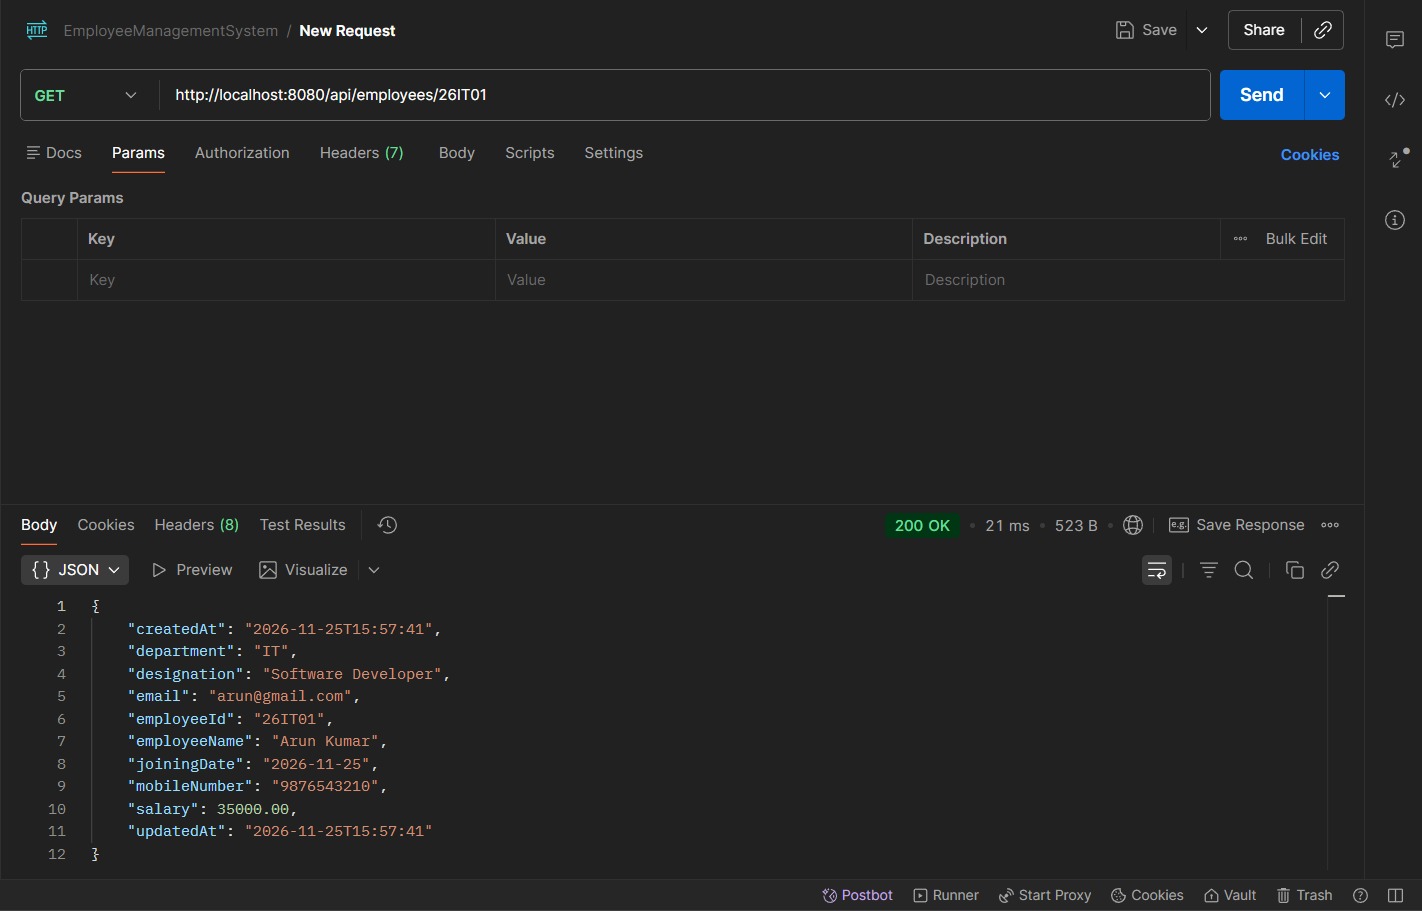 HTTP EmployeeManagementSystem / New Request Save Share
GET http://localhost:8080/api/employees/26IT01 Send
Docs Params Authorization Headers (7) Body Scripts Settings Cookies
Query Params
Key Value Description Bulk Edit
Key Value Description
Body Cookies Headers (8) Test Results 200 OK • 21 ms • 523 B • e.g. Save Response
{} JSON Preview Visualize
1 {
2 "createdAt": "2026-11-25T15:57:41",
3 "department": "IT",
4 "designation": "Software Developer",
5 "email": "arun@gmail.com",
6 "employeeId": "26IT01",
7 "employeeName": "Arun Kumar",
8 "joiningDate": "2026-11-25",
9 "mobileNumber": "9876543210",
10 "salary": 35000.00,
11 "updatedAt": "2026-11-25T15:57:41"
12 }
Postbot Runner Start Proxy Cookies Vault Trash